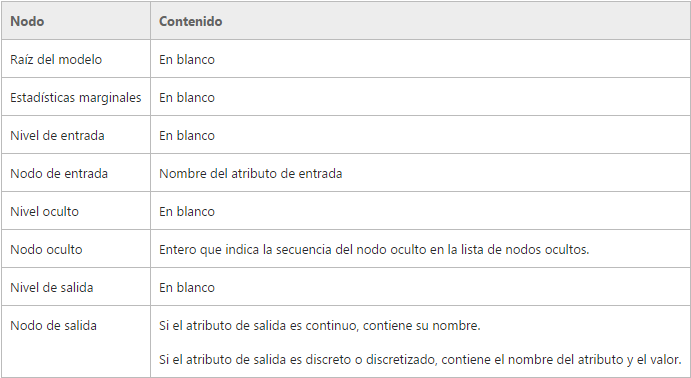 Nodo Contenido
Raíz del modelo En blanco
Estadísticas marginales En blanco
Nivel de entrada En blanco
Nodo de entrada Nombre del atributo de entrada
Nivel oculto En blanco
Nodo oculto Entero que indica la secuencia del nodo oculto en la lista de nodos ocultos.
Nivel de salida En blanco
Nodo de salida Si el atributo de salida es continuo, contiene su nombre.
Si el atributo de salida es discreto o discretizado, contiene el nombre del atributo y el valor.